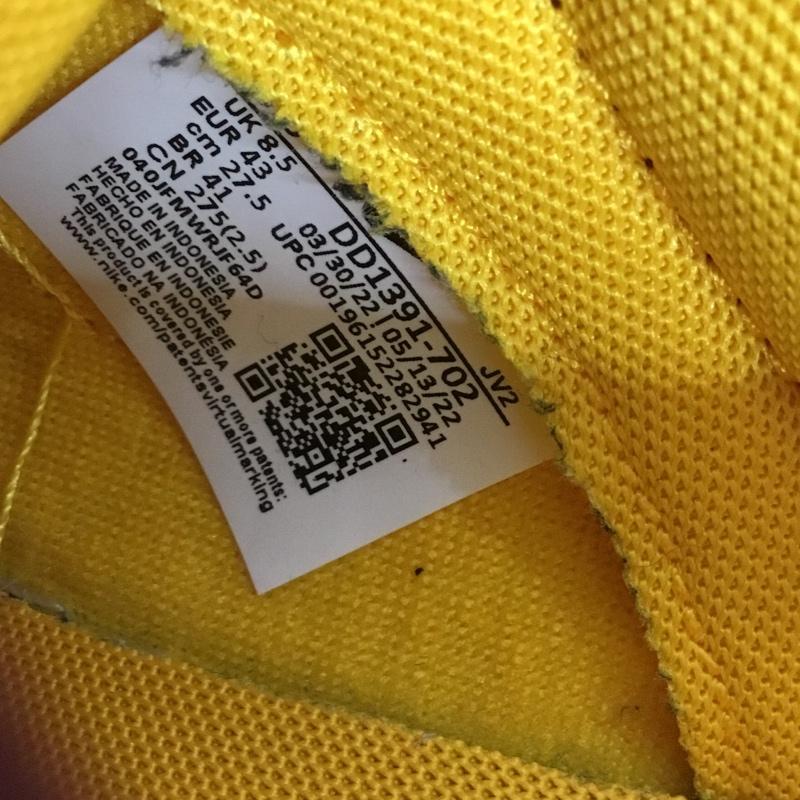 UK 8.5
EUR 43
cm 27.5
BR 41
CN 275(2.5)
040JFMWRJF64D
MADE IN INDONESIA
HECHO EN INDONESIA
FABRIQUE EN INDONESIE
FABRICADO NA INDONÉSIA
This product is covered by one or more patents:
www.nike.com/patentsvirtualmarking
DD1391-702 JV2
03/30/22 | 05/13/22
UPC 00196152282941